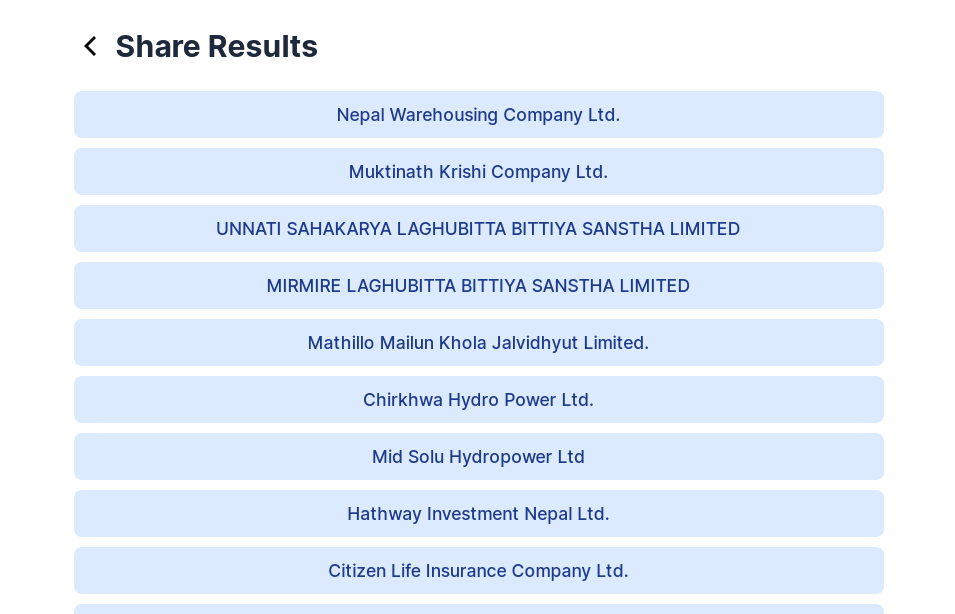 Share Results
Nepal Warehousing Company Ltd.
Muktinath Krishi Company Ltd.
UNNATI SAHAKARYA LAGHUBITTA BITTIYA SANSTHA LIMITED
MIRMIRE LAGHUBITTA BITTIYA SANSTHA LIMITED
Mathillo Mailun Khola Jalvidhyut Limited.
Chirkhwa Hydro Power Ltd.
Mid Solu Hydropower Ltd
Hathway Investment Nepal Ltd.
Citizen Life Insurance Company Ltd.